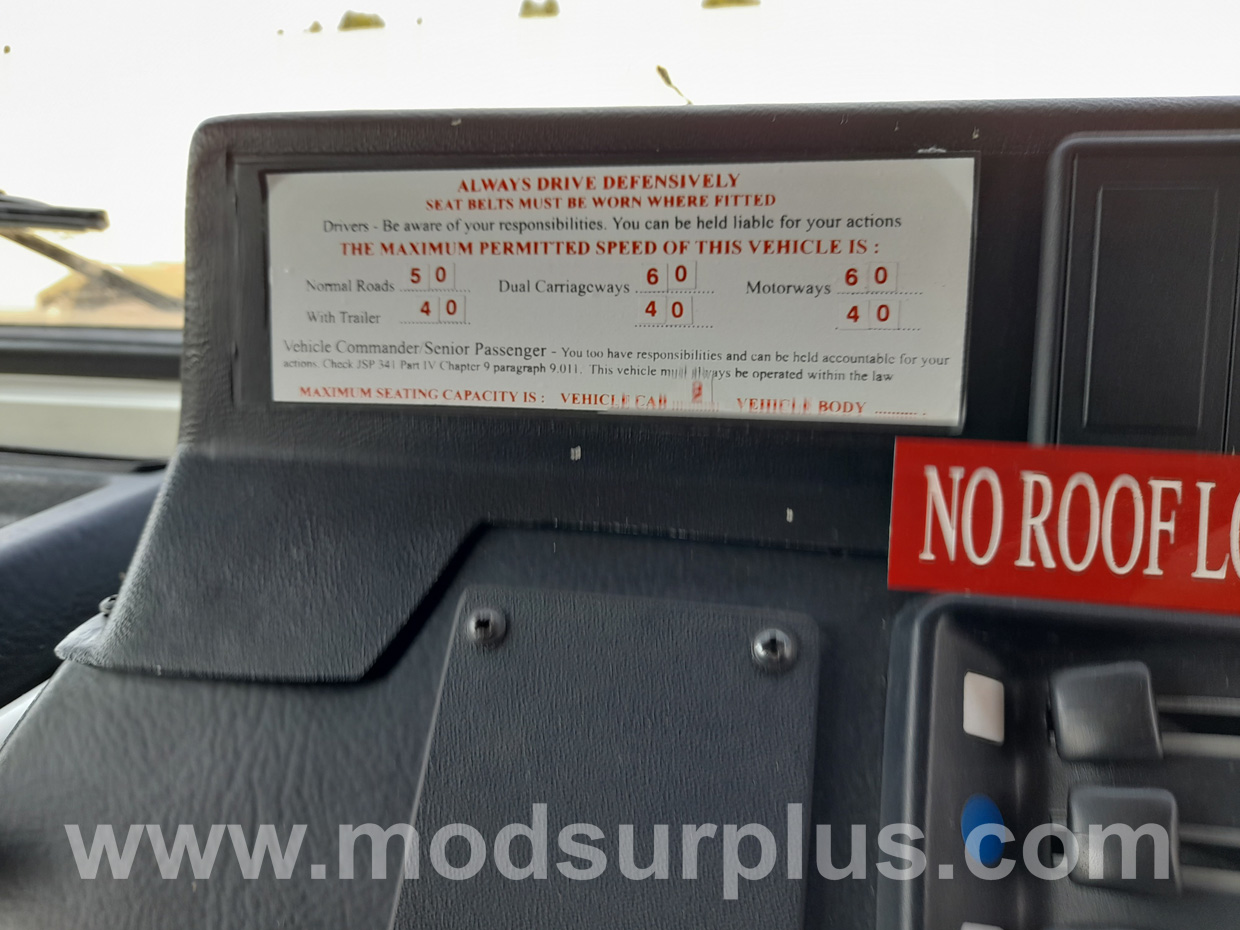 ALWAYS DRIVE DEFENSIVELY
SEAT BELTS MUST BE WORN WHERE FITTED
Drivers - Be aware of your responsibilities. You can be held liable for your actions
THE MAXIMUM PERMITTED SPEED OF THIS VEHICLE IS :
Normal Roads 50 Dual Carriageways 60 Motorways 60
With Trailer 40 40 40
Vehicle Commander/Senior Passenger - You too have responsibilities and can be held accountable for your
actions. Check JSP 341 Part IV Chapter 9 paragraph 9.011. This vehicle must always be operated within the law
MAXIMUM SEATING CAPACITY IS : VEHICLE CAB VEHICLE BODY
NO ROOF LO
www.modsurplus.com